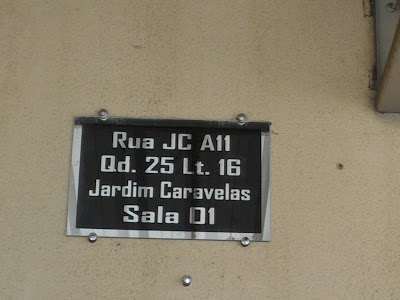 Rua JC A11
Qd. 25 Lt. 16
Jardim Caravelas
Sala 01